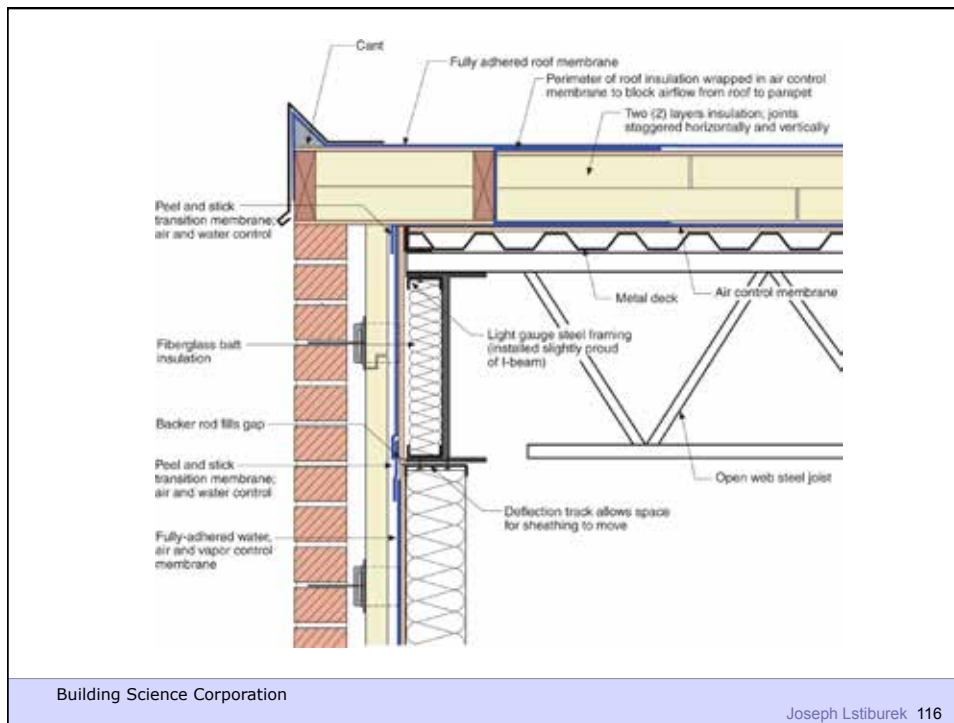 Cant
Fully adhered roof membrane
Perimeter of roof insulation wrapped in air control
membrane to block airflow from roof to parapet
Two (2) layers insulation; joints
staggered horizontally and vertically
Peel and stick
transition membrane;
air and water control
Metal deck
Air control membrane
Fiberglass batt
insulation
Light gauge steel framing
(installed slightly proud
of I-beam)
Backer rod fills gap
Peel and stick
transition membrane;
air and water control
Open web steel joist
Deflection track allows space
for sheathing to move
Fully-adhered water,
air and vapor control
membrane
Building Science Corporation
Joseph Lstiburek 116